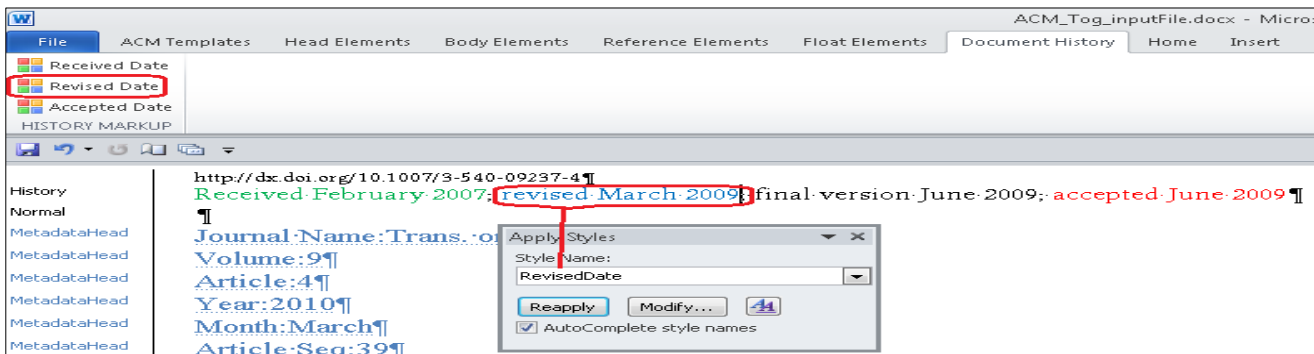 W
ACM_Tog_inputFile.docx - Micros
File ACM Templates Head Elements Body Elements Reference Elements Float Elements Document History Home Insert
Received Date
Revised Date
Accepted Date
HISTORY MARKUP
http://dx.doi.org/10.1007/3-540-09237-4¶
History Received·February·2007;·revised·March·2009;·final·version·June·2009;·accepted·June·2009¶
Normal ¶
MetadataHead Journal·Name:Trans.·o
MetadataHead Volume:9¶
MetadataHead Article:4¶
MetadataHead Year:2010¶
MetadataHead Month:March¶
MetadataHead Article·Seq:39¶
Apply Styles
Style Name:
RevisedDate
Reapply Modify... A4
AutoComplete style names